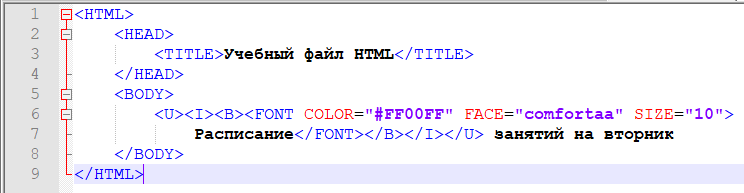 1 <HTML>
2 <HEAD>
3 <TITLE>Учебный файл HTML</TITLE>
4 </HEAD>
5 <BODY>
6 <U><I><B><FONT COLOR="#FF00FF" FACE="comfortaa" SIZE="10">
7 Расписание</FONT></B></I></U> занятий на вторник
8 </BODY>
9 </HTML>